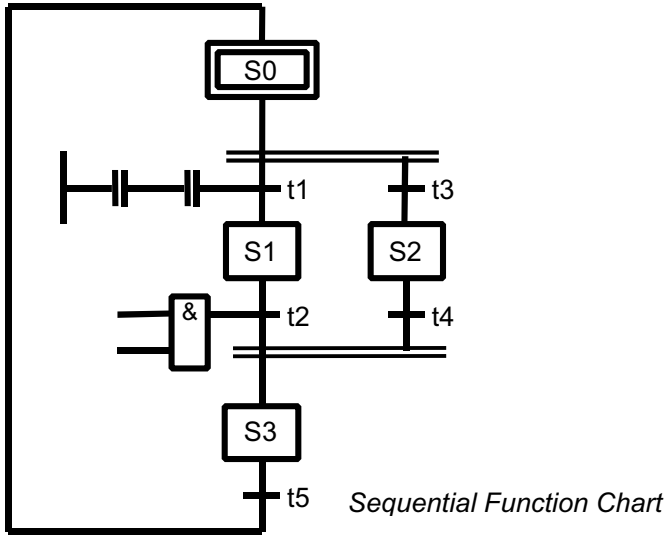 S0
t1
t3
S1
S2
&
t2
t4
S3
t5
Sequential Function Chart